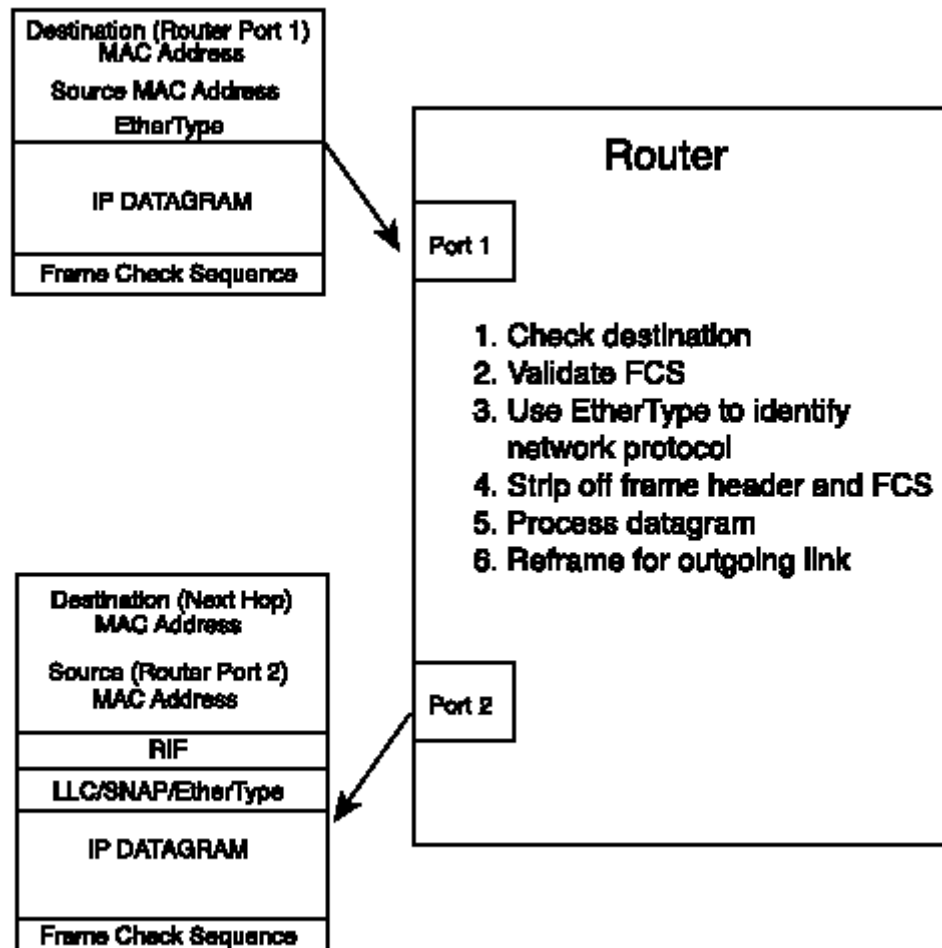 Destination (Router Port 1)
MAC Address
Source MAC Address
EtherType
IP DATAGRAM
Frame Check Sequence
Router
Port 1
1. Check destination
2. Validate FCS
3. Use EtherType to identify
network protocol
4. Strip off frame header and FCS
5. Process datagram
6. Reframe for outgoing link
Port 2
Destination (Next Hop)
MAC Address
Source (Router Port 2)
MAC Address
RIF
LLC/SNAP/EtherType
IP DATAGRAM
Frame Check Sequence